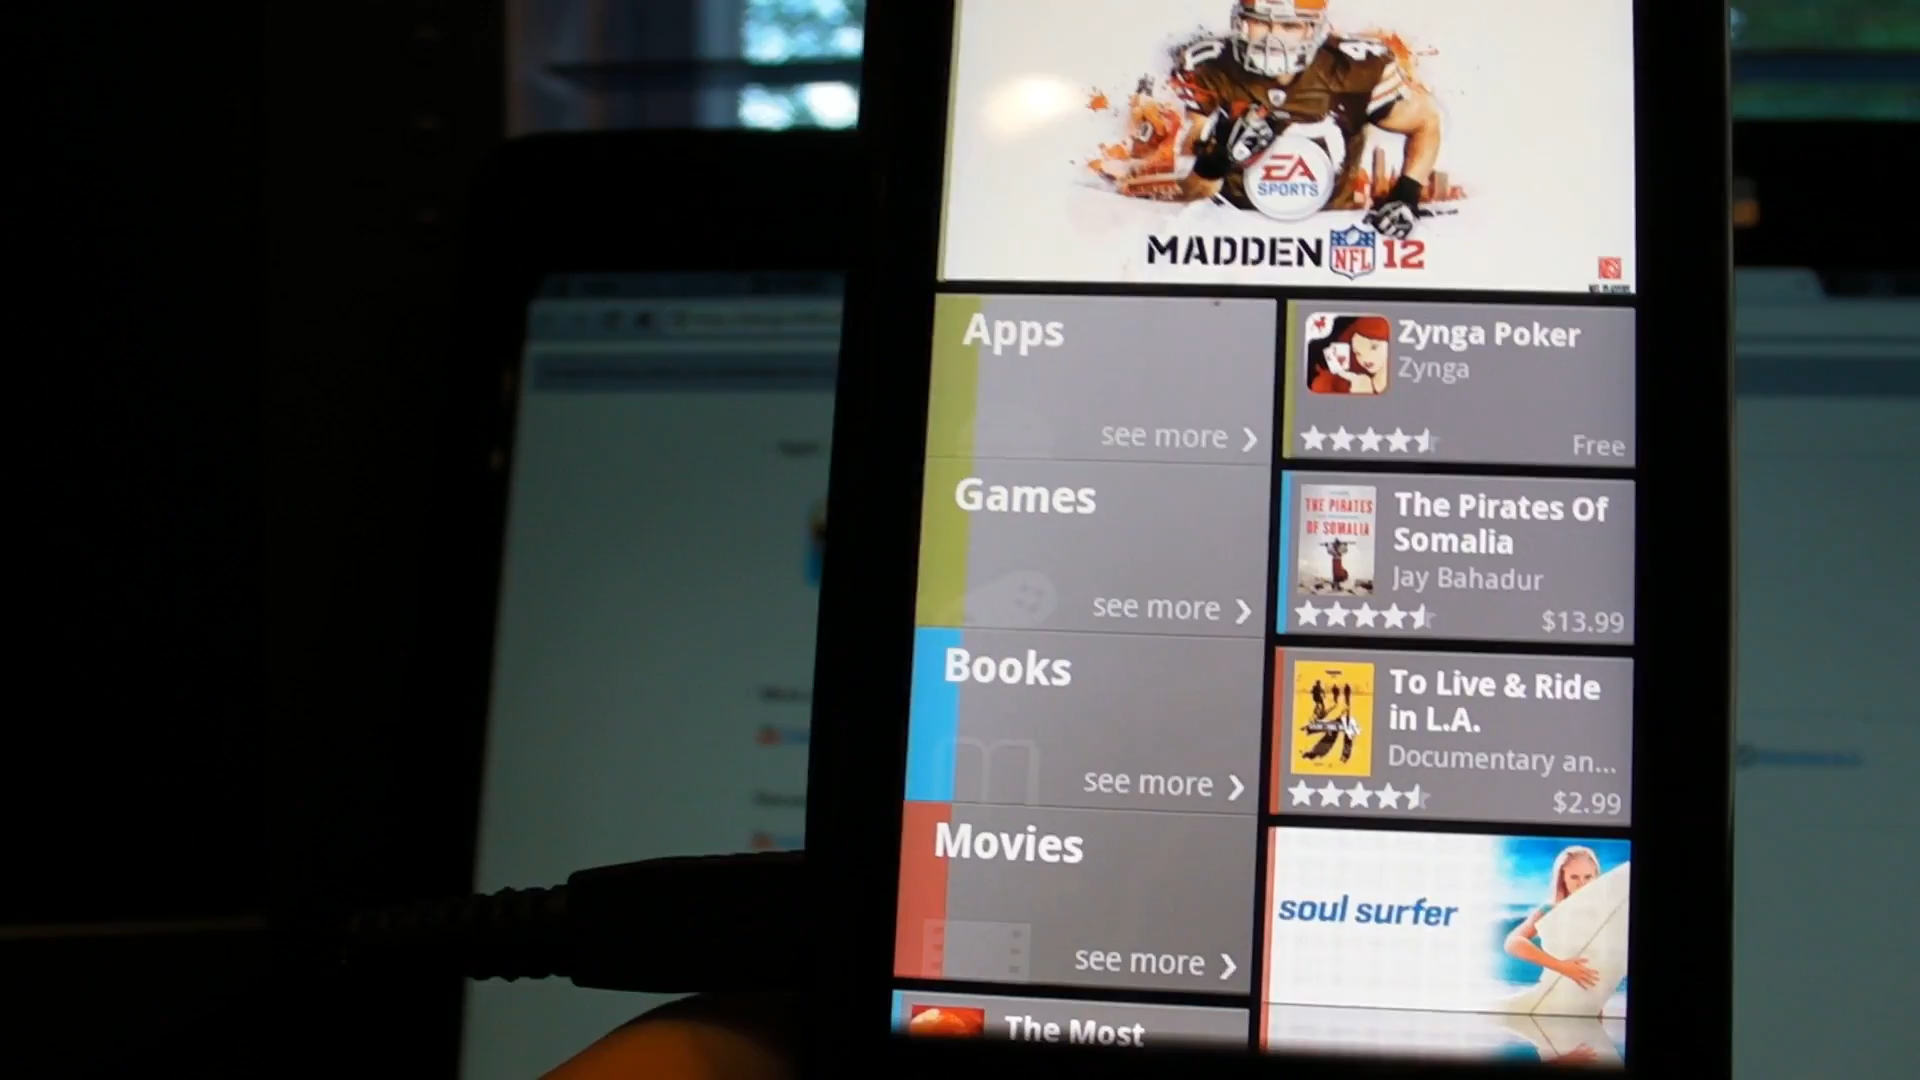 EA
SPORTS
MADDEN NFL 12
Apps
see more
Games
see more
Books
see more
Movies
see more
Zynga Poker
Zynga
Free
THE PIRATES
OF SOMALIA
The Pirates Of
Somalia
Jay Bahadur
$13.99
To Live & Ride
in L.A.
Documentary an...
$2.99
soul surfer
The Most